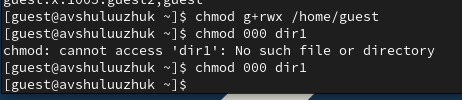 guest:x:1003:guest2,guest
[guest@avshuluuzhuk ~]$ chmod g+rwx /home/guest
[guest@avshuluuzhuk ~]$ chmod 000 dir1
chmod: cannot access 'dir1': No such file or directory
[guest@avshuluuzhuk ~]$ chmod 000 dir1
[guest@avshuluuzhuk ~]$